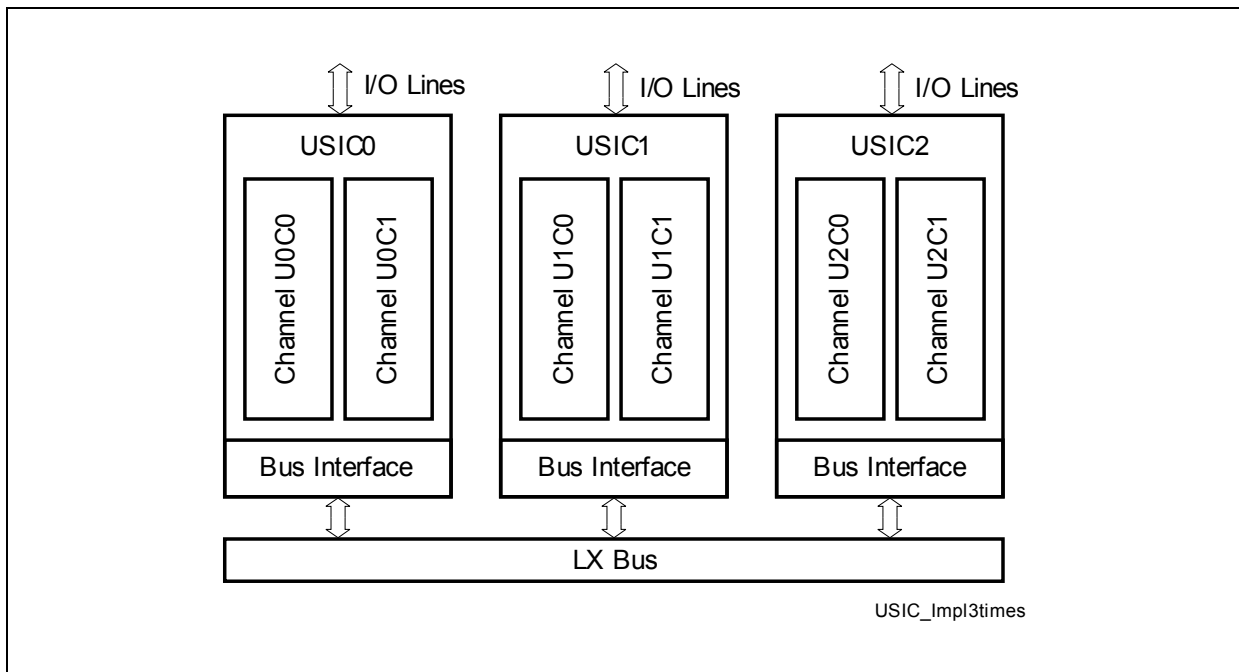 I/O Lines
I/O Lines
I/O Lines
USIC0
USIC1
USIC2
Channel U0C0
Channel U0C1
Channel U1C0
Channel U1C1
Channel U2C0
Channel U2C1
Bus Interface
Bus Interface
Bus Interface
LX Bus
USIC_Impl3times